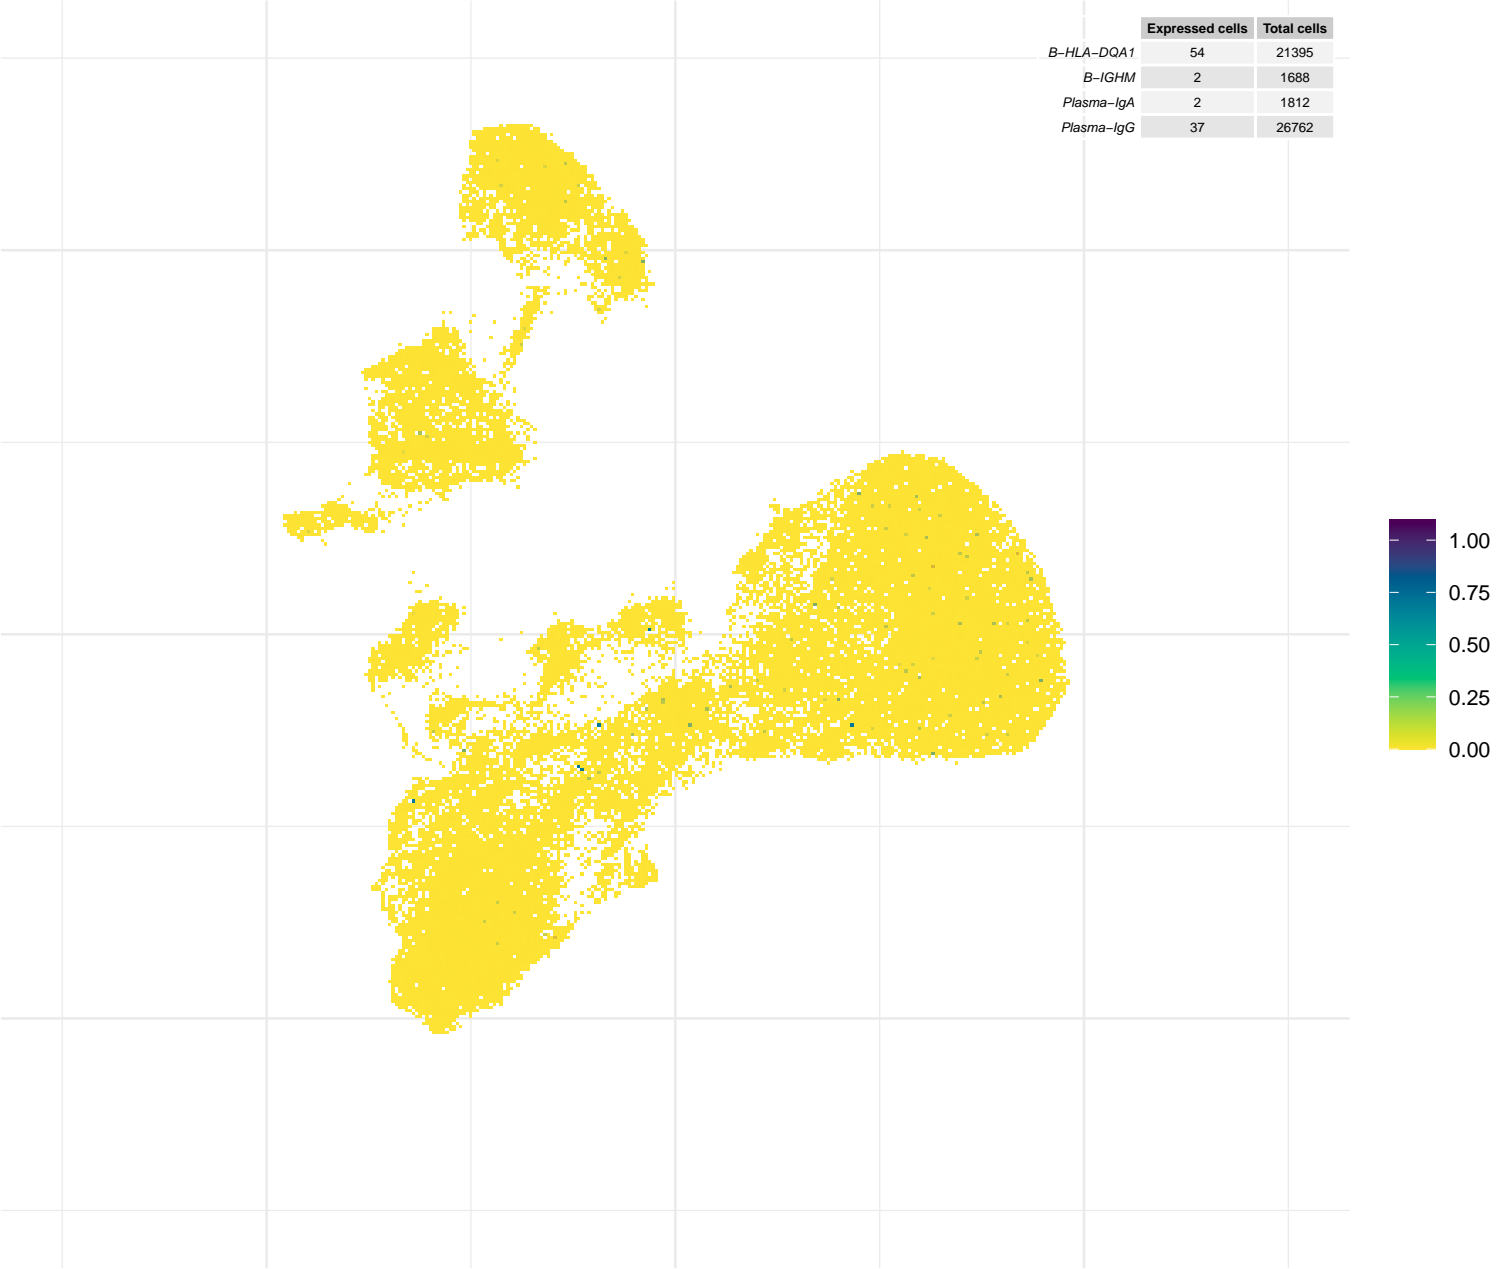 Expressed cells Total cells
B−HLA−DQA1 54 21395
B−IGHM 2 1688
Plasma−IgA 2 1812
Plasma−IgG 37 26762
1.00
0.75
0.50
0.25
0.00